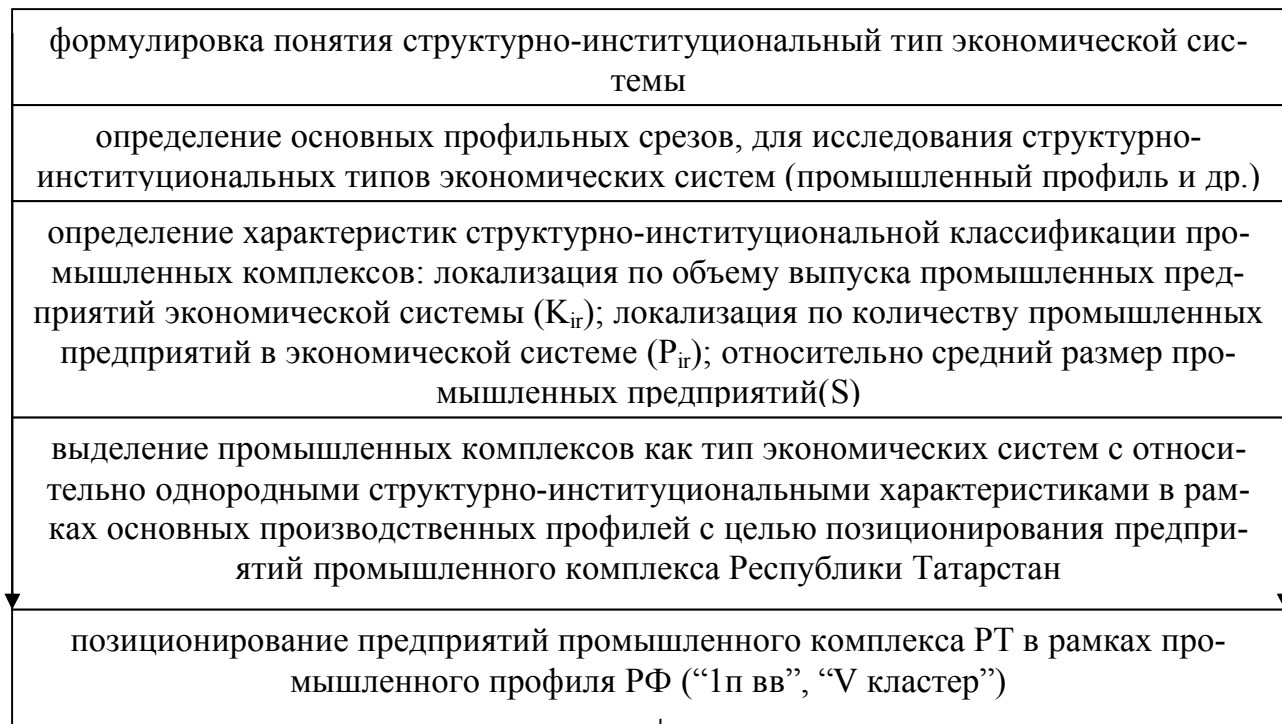 формулировка понятия структурно-институциональный тип экономической сис-
темы
определение основных профильных срезов, для исследования структурно-
институциональных типов экономических систем (промышленный профиль и др.)
определение характеристик структурно-институциональной классификации про-
мышленных комплексов: локализация по объему выпуска промышленных пред-
приятий экономической системы (Kir); локализация по количеству промышленных
предприятий в экономической системе (Pir); относительно средний размер про-
мышленных предприятий(S)
выделение промышленных комплексов как тип экономических систем с относи-
тельно однородными структурно-институциональными характеристиками в рам-
ках основных производственных профилей с целью позиционирования предпри-
ятий промышленного комплекса Республики Татарстан
позиционирование предприятий промышленного комплекса РТ в рамках про-
мышленного профиля РФ (“1п вв”, “V кластер”)